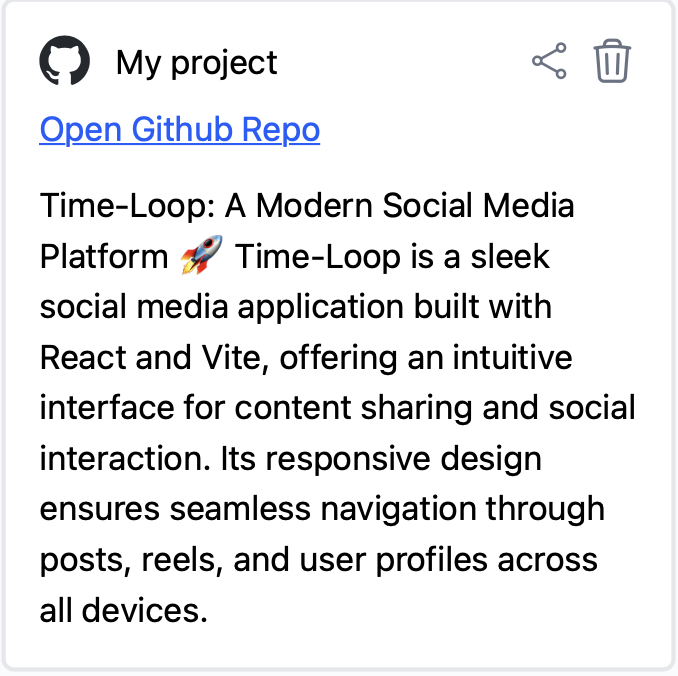 My project
Open Github Repo
Time-Loop: A Modern Social Media
Platform 🚀 Time-Loop is a sleek
social media application built with
React and Vite, offering an intuitive
interface for content sharing and social
interaction. Its responsive design
ensures seamless navigation through
posts, reels, and user profiles across
all devices.